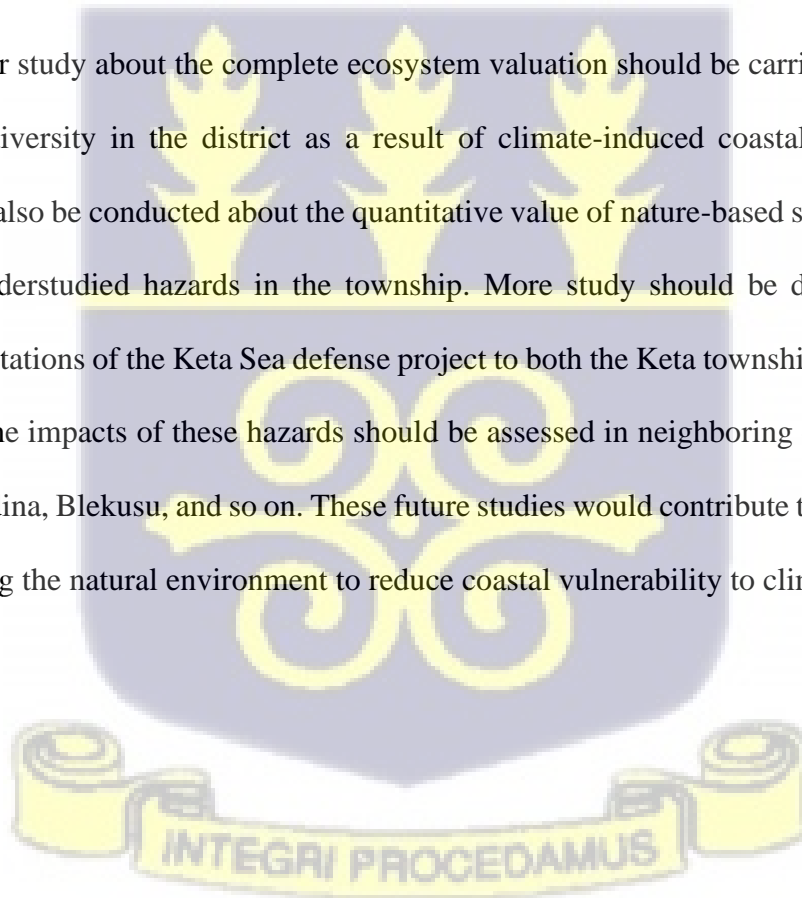 r study about the complete ecosystem valuation should be carri
iversity in the district as a result of climate-induced coastal
also be conducted about the quantitative value of nature-based s
derstudied hazards in the township. More study should be d
tations of the Keta Sea defense project to both the Keta townshi
ne impacts of these hazards should be assessed in neighboring
ina, Blekusu, and so on. These future studies would contribute t
g the natural environment to reduce coastal vulnerability to clin
INTEGRI PROCEDAMUS